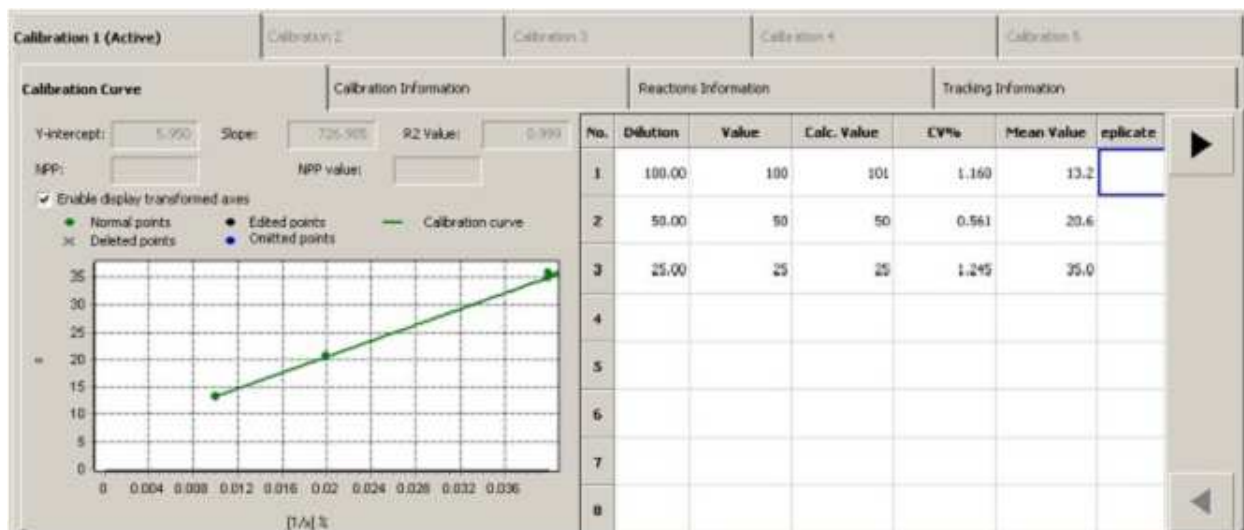 Calibration 1 (Active) Calibration 2 Calibration 3 Calibration 4 Calibration 5
Calibration Curve Calibration Information Reactions Information Tracking Information
Y-intercept: 5.950 Slope: 726.905 R2 Value: 0.999
NPP: NPP value:
Enable display transformed axes
Normal points Edited points Calibration curve
Deleted points Omitted points
35
30
25
20
15
10
5
0
0 0.004 0.008 0.012 0.016 0.02 0.024 0.028 0.032 0.036
[1/x] %
No. Dilution Value Calc. Value CV% Mean Value eplicate
1 100.00 100 101 1.160 13.2
2 50.00 50 50 0.561 20.6
3 25.00 25 25 1.245 35.0
4
5
6
7
8